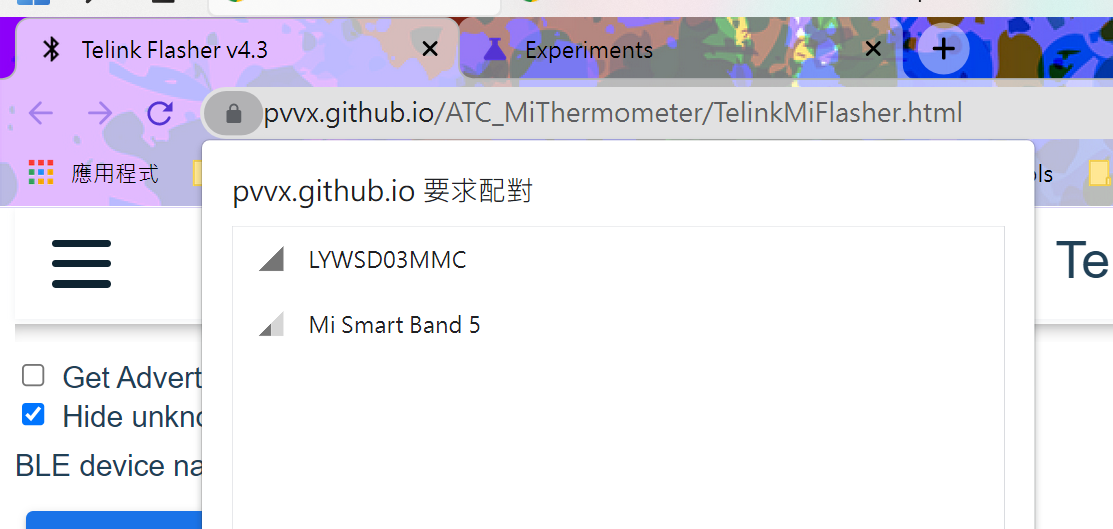 Telink Flasher v4.3
Experiments
pvvx.github.io/ATC_MiThermometer/TelinkMiFlasher.html
應用程式
pvvx.github.io 要求配對
LYWSD03MMC
Mi Smart Band 5
Te
Get Advert
Hide unkno
BLE device na